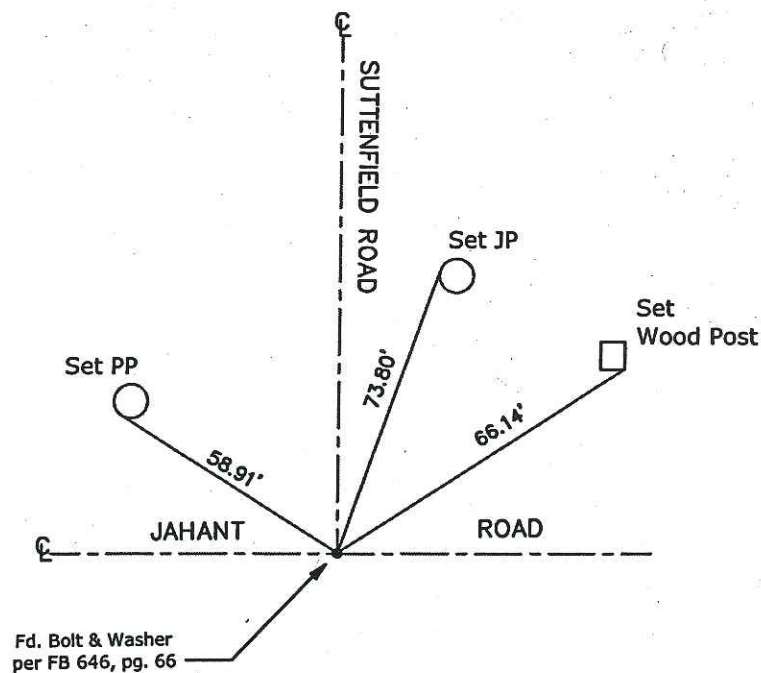 ℄
SUTTENFIELD ROAD
Set JP
Set
Wood Post
Set PP
73.80'
66.14'
58.91'
℄
JAHANT ROAD
Fd. Bolt & Washer
per FB 646, pg. 66